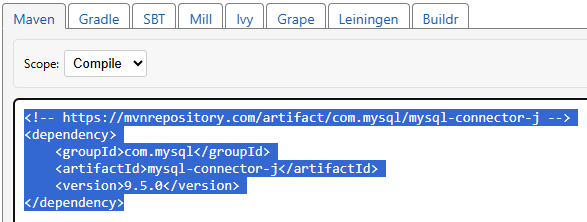 Maven Gradle SBT Mill Ivy Grape Leiningen Buildr
Scope: Compile
<!-- https://mvnrepository.com/artifact/com.mysql/mysql-connector-j -->
<dependency>
    <groupId>com.mysql</groupId>
    <artifactId>mysql-connector-j</artifactId>
    <version>9.5.0</version>
</dependency>